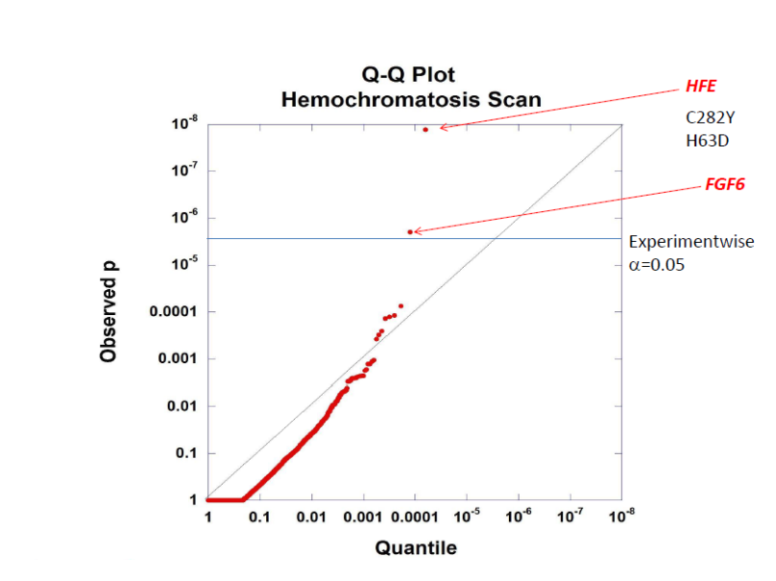 Q-Q Plot
Hemochromatosis Scan
HFE
C282Y
H63D
FGF6
Experimentwise
α=0.05
Observed p
10⁻⁸
10⁻⁷
10⁻⁶
10⁻⁵
0.0001
0.001
0.01
0.1
1
1 0.1 0.01 0.001 0.0001 10⁻⁵ 10⁻⁶ 10⁻⁷ 10⁻⁸
Quantile